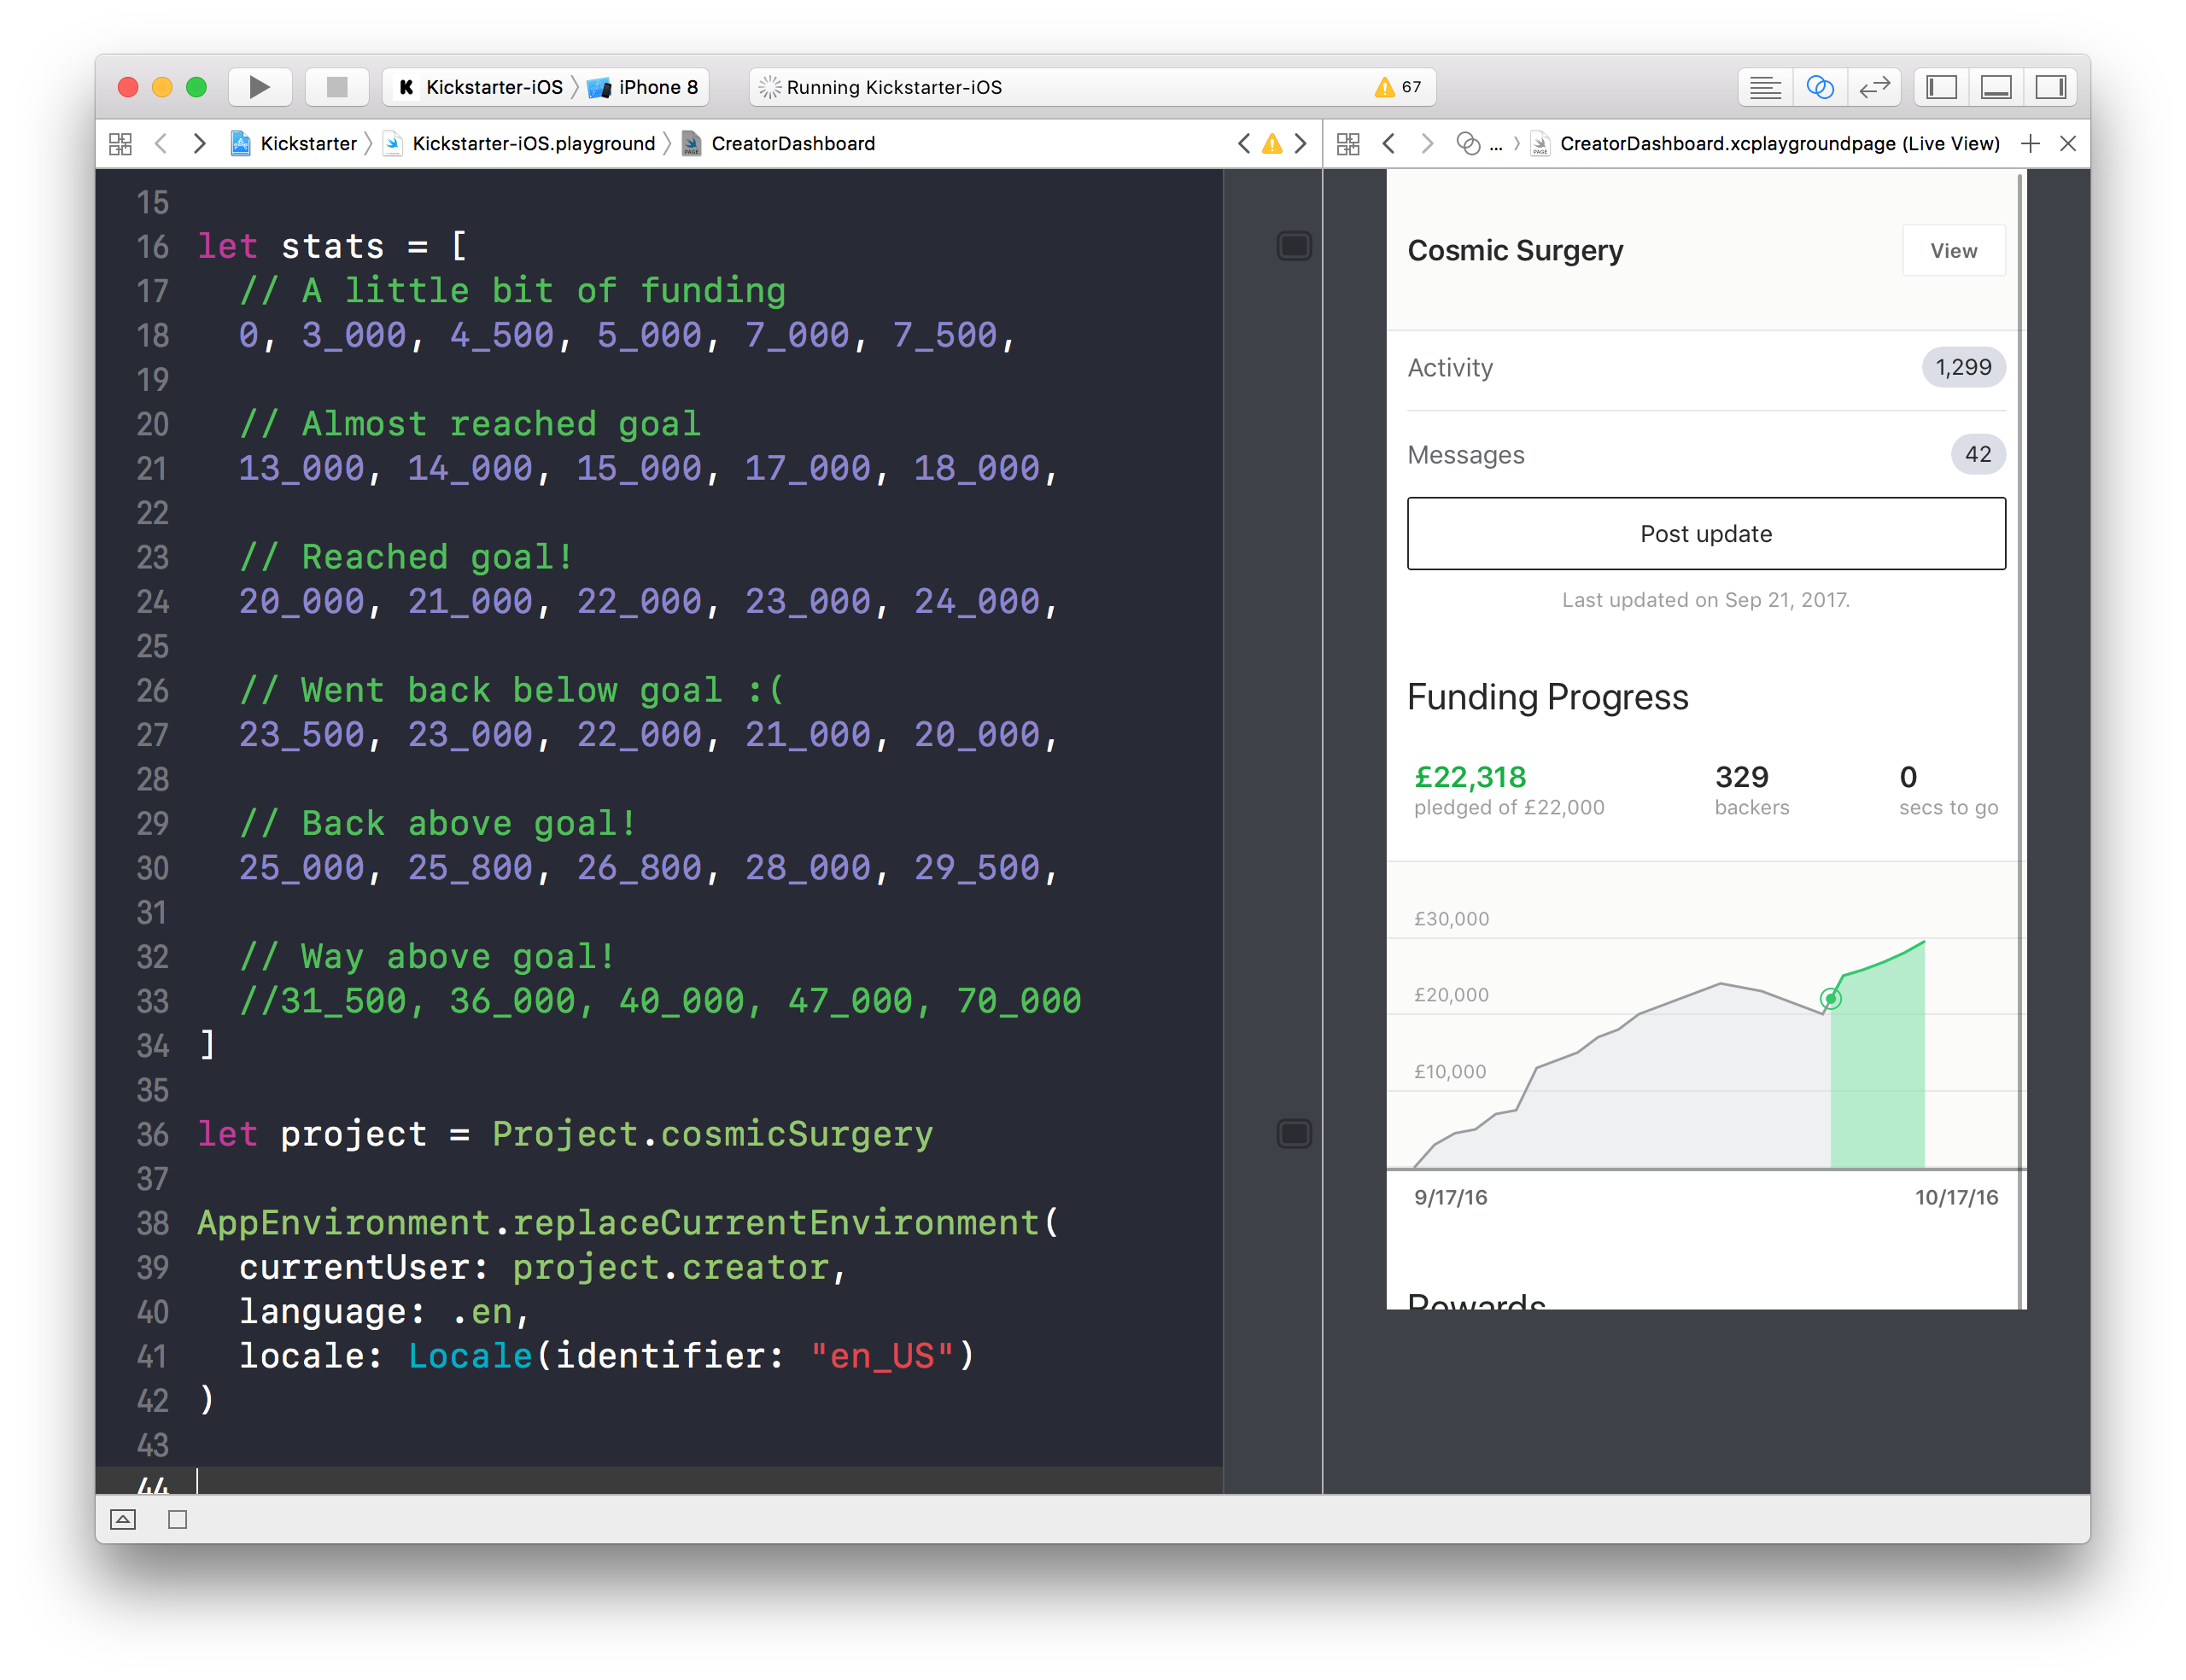 Kickstarter-iOS iPhone 8
Running Kickstarter-iOS 67
Kickstarter Kickstarter-iOS.playground CreatorDashboard
... CreatorDashboard.xcplaygroundpage (Live View)
15
16 let stats = [
17 // A little bit of funding
18 0, 3_000, 4_500, 5_000, 7_000, 7_500,
19
20 // Almost reached goal
21 13_000, 14_000, 15_000, 17_000, 18_000,
22
23 // Reached goal!
24 20_000, 21_000, 22_000, 23_000, 24_000,
25
26 // Went back below goal :(
27 23_500, 23_000, 22_000, 21_000, 20_000,
28
29 // Back above goal!
30 25_000, 25_800, 26_800, 28_000, 29_500,
31
32 // Way above goal!
33 //31_500, 36_000, 40_000, 47_000, 70_000
34 ]
35
36 let project = Project.cosmicSurgery
37
38 AppEnvironment.replaceCurrentEnvironment(
39 currentUser: project.creator,
40 language: .en,
41 locale: Locale(identifier: "en_US")
42 )
43
44
Cosmic Surgery
View
Activity 1,299
Messages 42
Post update
Last updated on Sep 21, 2017.
Funding Progress
£22,318 329 0
pledged of £22,000 backers secs to go
£30,000
£20,000
£10,000
9/17/16 10/17/16
Rewards